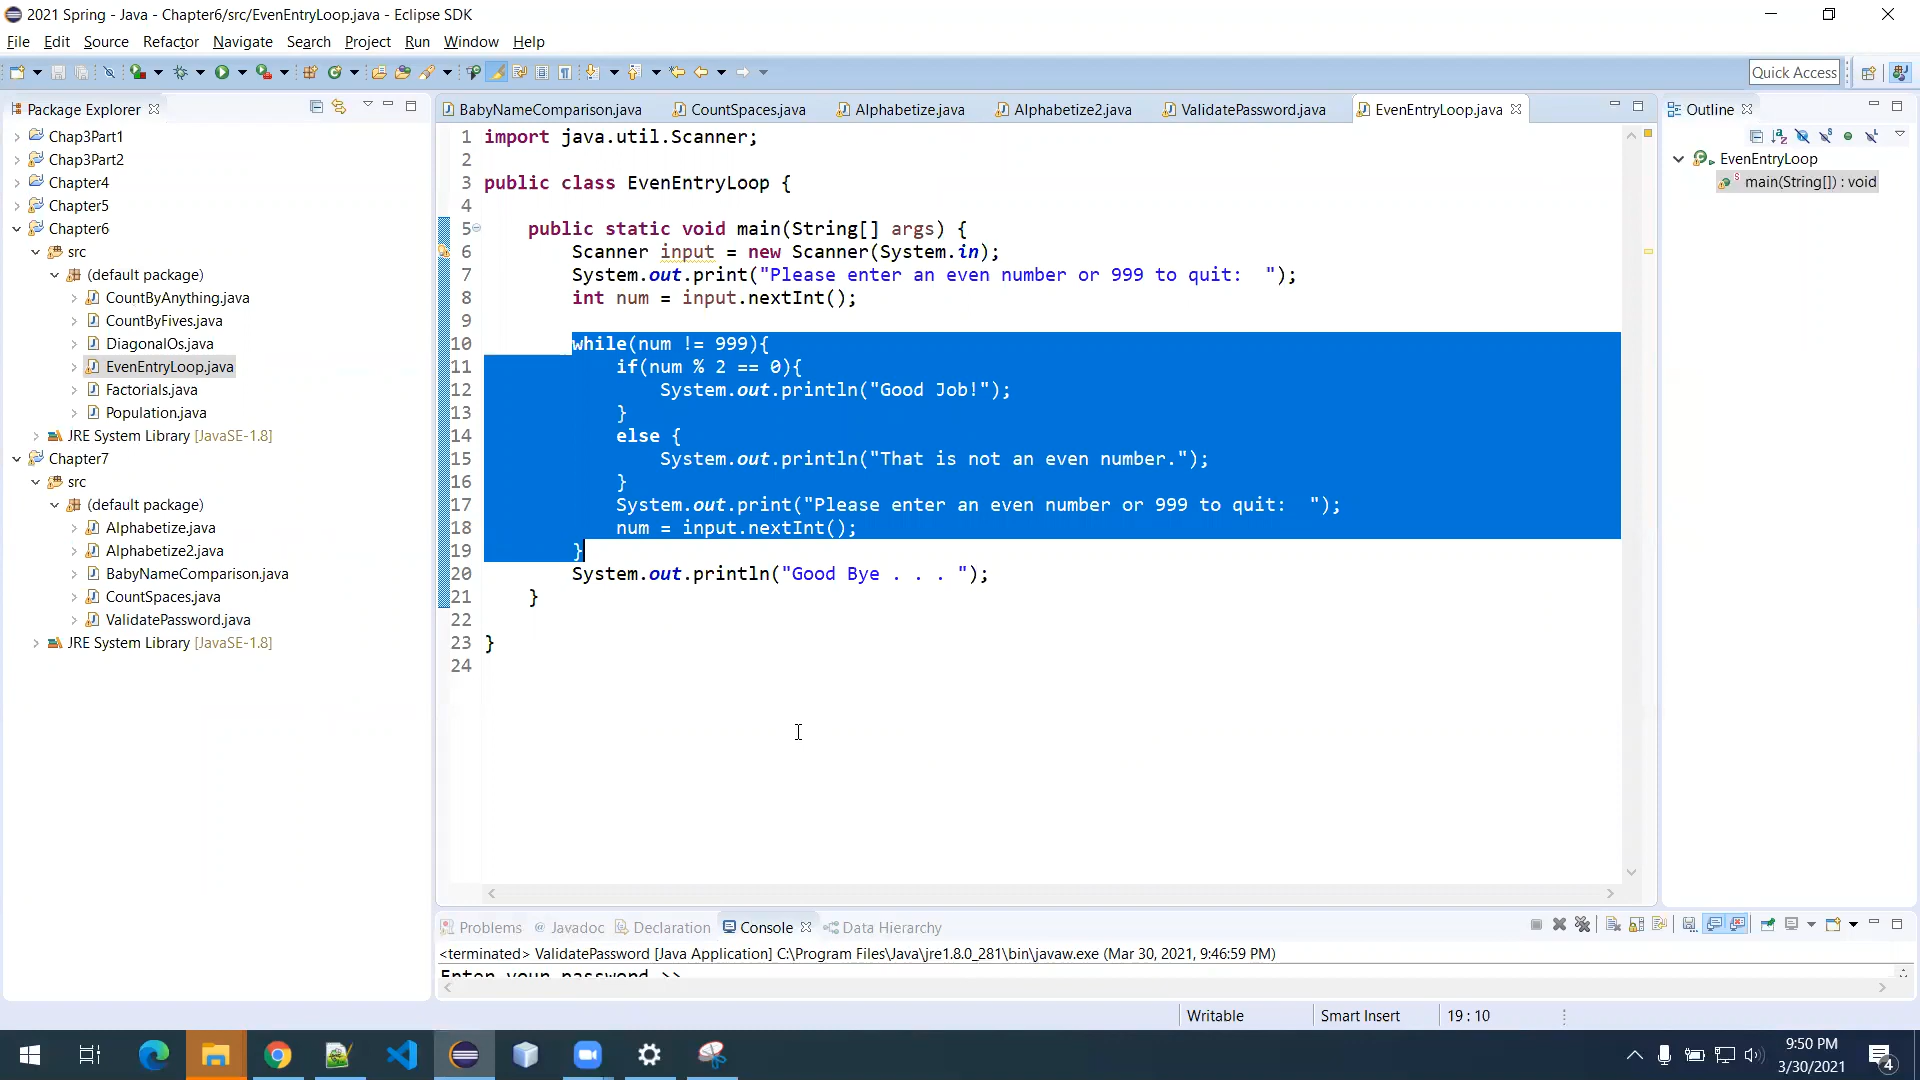 2021 Spring - Java - Chapter6/src/EvenEntryLoop.java - Eclipse SDK
File Edit Source Refactor Navigate Search Project Run Window Help
Quick Access
Package Explorer
Chap3Part1
Chap3Part2
Chapter4
Chapter5
Chapter6
src
(default package)
CountByAnything.java
CountByFives.java
DiagonalOs.java
EvenEntryLoop.java
Factorials.java
Population.java
JRE System Library [JavaSE-1.8]
Chapter7
src
(default package)
Alphabetize.java
Alphabetize2.java
BabyNameComparison.java
CountSpaces.java
ValidatePassword.java
JRE System Library [JavaSE-1.8]
BabyNameComparison.java CountSpaces.java Alphabetize.java Alphabetize2.java ValidatePassword.java EvenEntryLoop.java
1 import java.util.Scanner;
2
3 public class EvenEntryLoop {
4
5 public static void main(String[] args) {
6 Scanner input = new Scanner(System.in);
7 System.out.print("Please enter an even number or 999 to quit:  ");
8 int num = input.nextInt();
9
10 while(num != 999){
11 if(num % 2 == 0){
12 System.out.println("Good Job!");
13 }
14 else {
15 System.out.println("That is not an even number.");
16 }
17 System.out.print("Please enter an even number or 999 to quit:  ");
18 num = input.nextInt();
19 }
20 System.out.println("Good Bye . . . ");
21 }
22
23 }
24
Outline
EvenEntryLoop
main(String[]) : void
Problems Javadoc Declaration Console Data Hierarchy
<terminated> ValidatePassword [Java Application] C:\Program Files\Java\jre1.8.0_281\bin\javaw.exe (Mar 30, 2021, 9:46:59 PM)
Enter your password >>
Writable Smart Insert 19 : 10
9:50 PM
3/30/2021
4